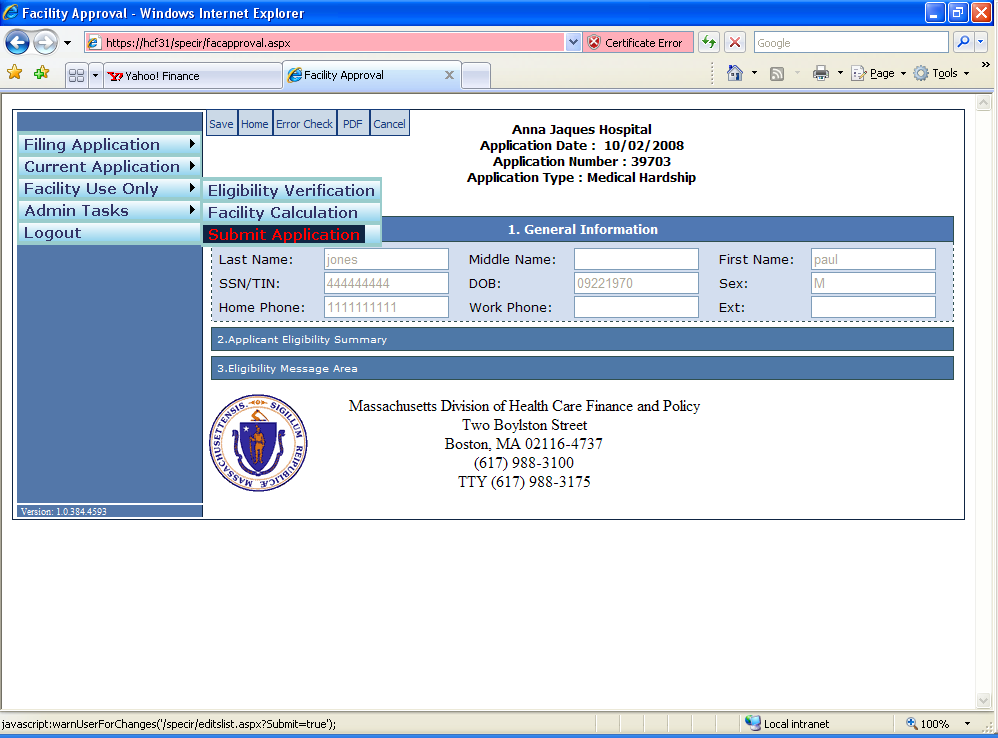 Facility Approval - Windows Internet Explorer
https://hcf31/specir/facapproval.aspx
Certificate Error
Google
Yahoo! Finance
Facility Approval
Page
Tools
Save Home Error Check PDF Cancel
Anna Jaques Hospital
Application Date : 10/02/2008
Application Number : 39703
Application Type : Medical Hardship
Filing Application
Current Application
Facility Use Only
Admin Tasks
Logout
Eligibility Verification
Facility Calculation
Submit Application
1. General Information
Last Name: jones Middle Name: First Name: paul
SSN/TIN: 444444444 DOB: 09221970 Sex: M
Home Phone: 1111111111 Work Phone: Ext:
2.Applicant Eligibility Summary
3.Eligibility Message Area
Massachusetts Division of Health Care Finance and Policy
Two Boylston Street
Boston, MA 02116-4737
(617) 988-3100
TTY (617) 988-3175
Version: 1.0.384.4593
javascript:warnUserForChanges('/specir/editslist.aspx?Submit=true');
Local intranet
100%